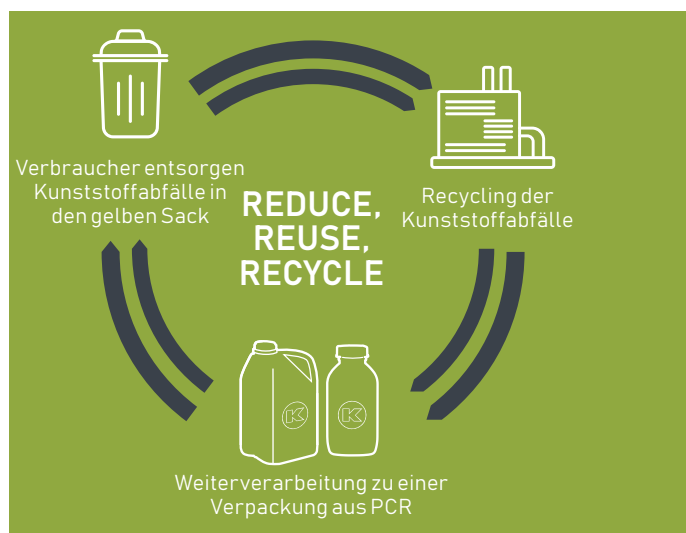 Verbraucher entsorgen
Kunststoffabfälle in
den gelben Sack
REDUCE,
REUSE,
RECYCLE
Recycling der
Kunststoffabfälle
K
K
Weiterverarbeitung zu einer
Verpackung aus PCR